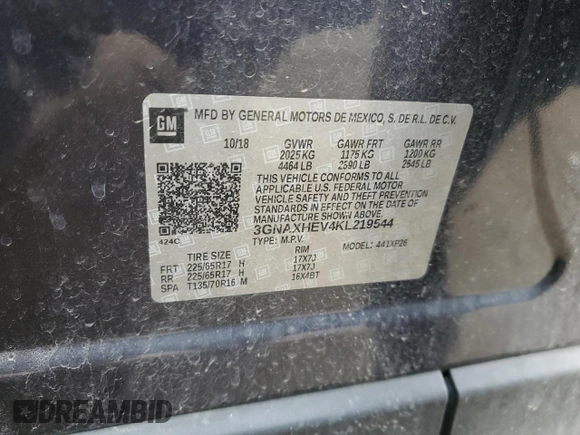 GM
MFD BY GENERAL MOTORS DE MEXICO, S. DE R.L. DE C.V.
10/18 GVWR GAWR FRT GAWR RR
2025 KG 1175 KG 1200 KG
4464 LB 2590 LB 2645 LB
THIS VEHICLE CONFORMS TO ALL
APPLICABLE U.S. FEDERAL MOTOR
VEHICLE SAFETY AND THEFT PREVENTION
STANDARDS IN EFFECT ON THE DATE OF
MANUFACTURE SHOWN ABOVE.
424C 3GNAXHEV4KL219544
TYPE: M.P.V. MODEL: 441XP26
TIRE SIZE RIM
FRT 225/65R17 H 17X7J
RR 225/65R17 H 17X7J
SPA T135/70R16 M 16X4BT
DREAMBID